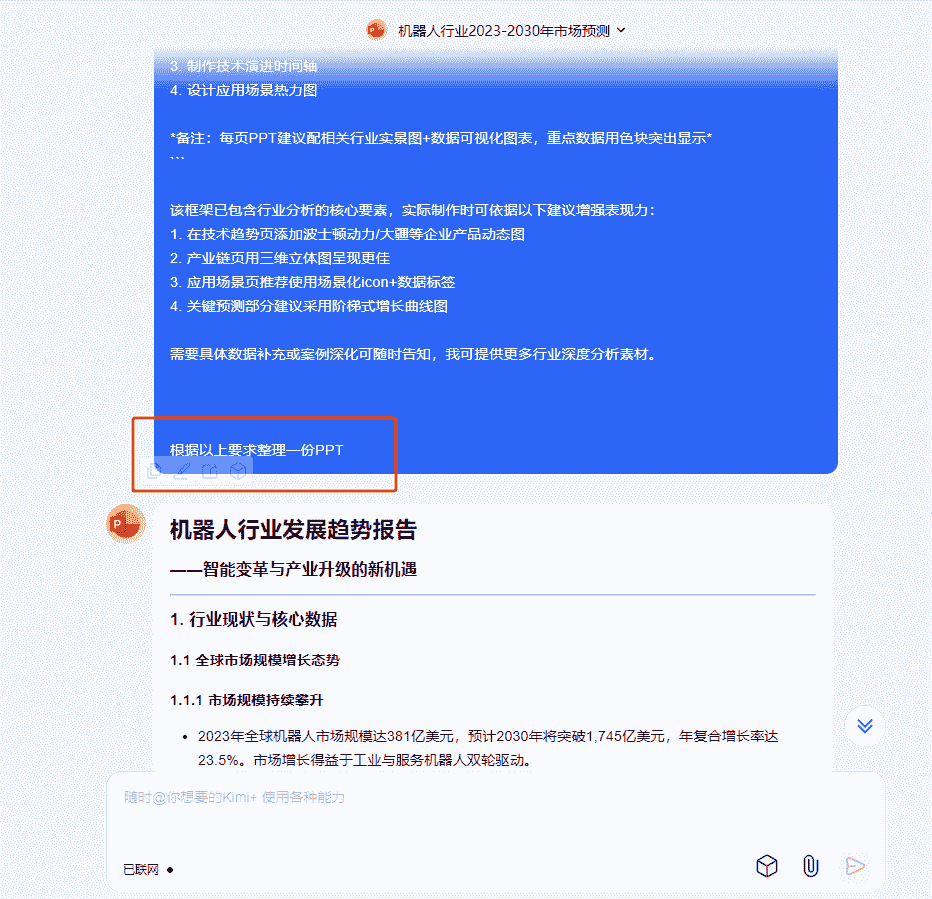 机器人行业2023-2030年市场预测
3. 制作技术演进时间轴
4. 设计应用场景热力图
*备注：每页PPT建议配相关行业实景图+数据可视化图表，重点数据用色块突出显示*
```
该框架已包含行业分析的核心要素，实际制作时可依据以下建议增强表现力：
1. 在技术趋势页添加波士顿动力/大疆等企业产品动态图
2. 产业链页用三维立体图呈现更佳
3. 应用场景页推荐使用场景化icon+数据标签
4. 关键预测部分建议采用阶梯式增长曲线图
需要具体数据补充或案例深化可随时告知，我可提供更多行业深度分析素材。
根据以上要求整理一份PPT
P
机器人行业发展趋势报告
——智能变革与产业升级的新机遇
1. 行业现状与核心数据
1.1 全球市场规模增长态势
1.1.1 市场规模持续攀升
• 2023年全球机器人市场规模达381亿美元，预计2030年将突破1,745亿美元，年复合增长率达
23.5%。市场增长得益于工业与服务机器人双轮驱动。
随时@你想要的Kimi+ 使用各种能力
已联网